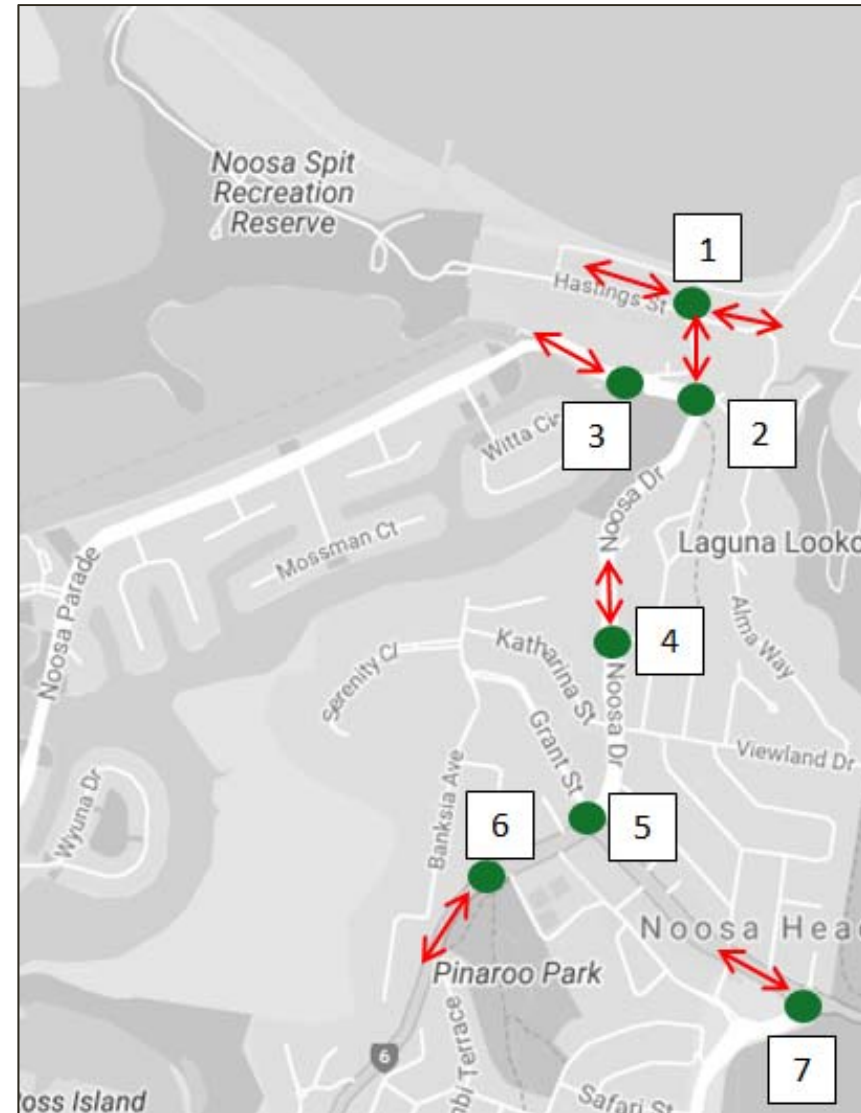 Noosa Spit
Recreation
Reserve
1
Hastings St
3
2
Witta Cir
Noosa Dr
Mossman Ct
Laguna Looko
Noosa Parade
4
Katharina St
Serenity Cl
Alma Way
Noosa Dr
Grant St
Viewland Dr
Banksia Ave
Wyuna Dr
6
5
Noosa Head
Pinaroo Park
6
7
Safari St
oss Island